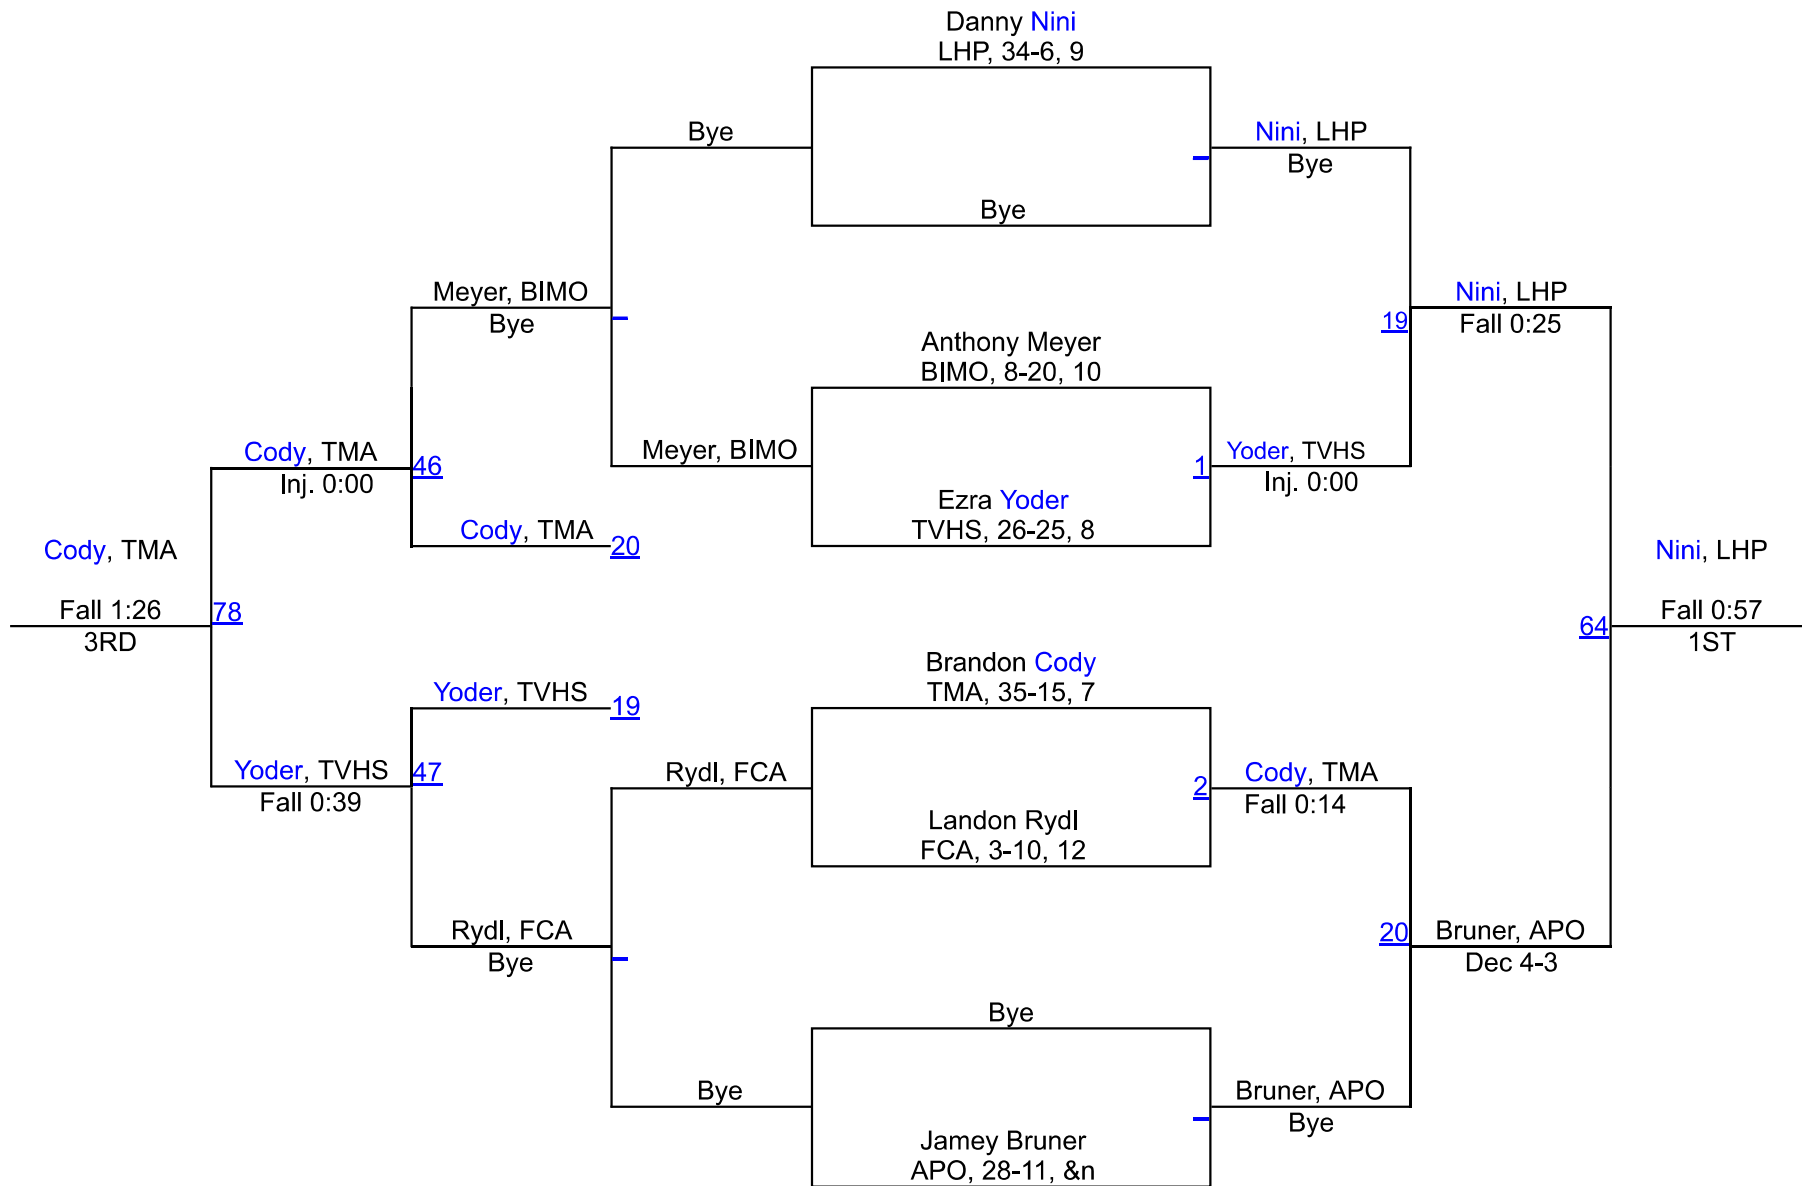 Danny Nini
LHP, 34-6, 9
Bye
Nini, LHP
Bye
Bye
Meyer, BIMO
Bye
Nini, LHP
Fall 0:25
19
Anthony Meyer
BIMO, 8-20, 10
Cody, TMA
Inj. 0:00
46
Meyer, BIMO
1
Yoder, TVHS
Inj. 0:00
Ezra Yoder
TVHS, 26-25, 8
Cody, TMA
20
Cody, TMA
Fall 1:26
3RD
78
Nini, LHP
Fall 0:57
1ST
64
Brandon Cody
TMA, 35-15, 7
Yoder, TVHS
19
Yoder, TVHS
Fall 0:39
47
Rydl, FCA
2
Cody, TMA
Fall 0:14
Landon Rydl
FCA, 3-10, 12
Rydl, FCA
Bye
20
Bruner, APO
Dec 4-3
Bye
Bye
Bruner, APO
Bye
Jamey Bruner
APO, 28-11, &n